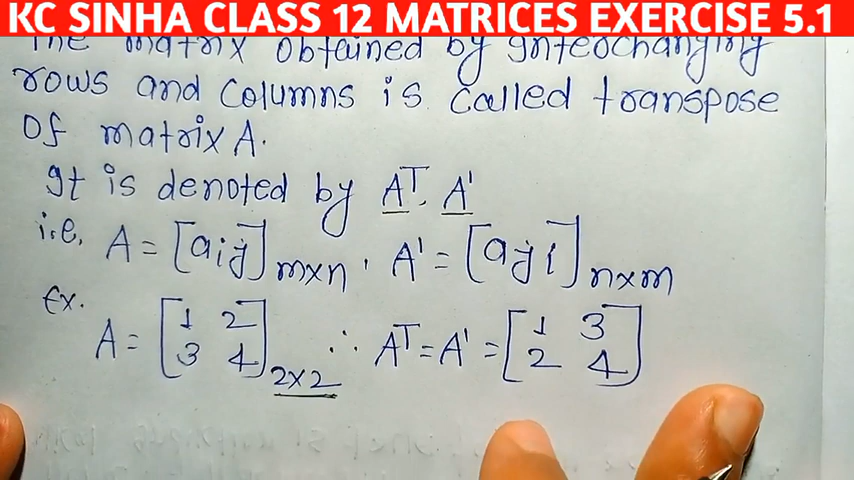 KC SINHA CLASS 12 MATRICES EXERCISE 5.1
The matrix obtained by interchanging
rows and columns is called transpose
of matrix A.
It is denoted by Aᵀ, A'
i.e. A = [aij]m×n , A' = [aji]n×m
Ex.
A = [1 2
3 4]2×2 ∴ Aᵀ = A' = [1 3
2 4]